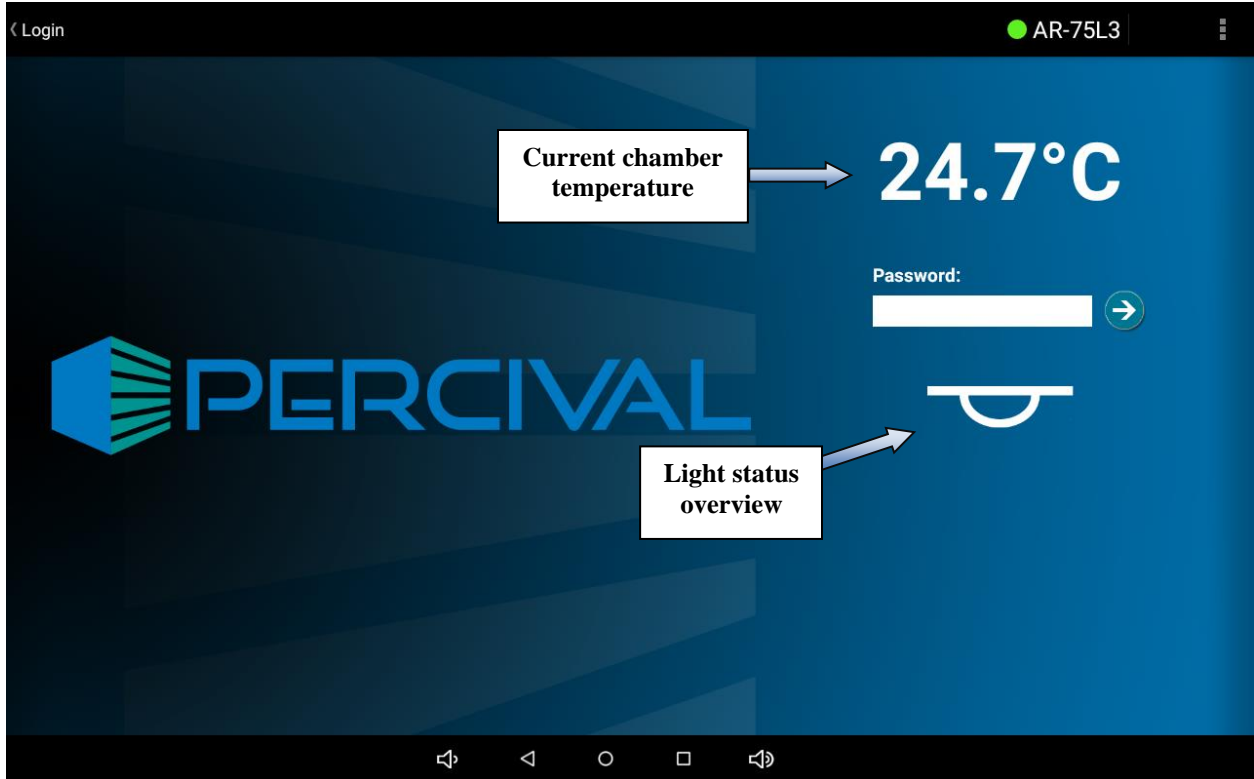 Login
AR-75L3
Current chamber
temperature
24.7°C
Password:
PERCIVAL
Light status
overview